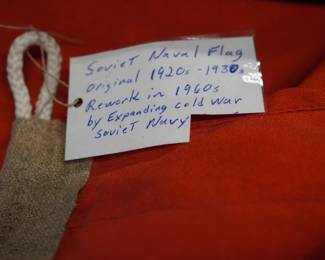 Soviet Naval Flag
original 1920s - 1930s
Rework in 1960s
by Expanding cold war
Soviet Navy